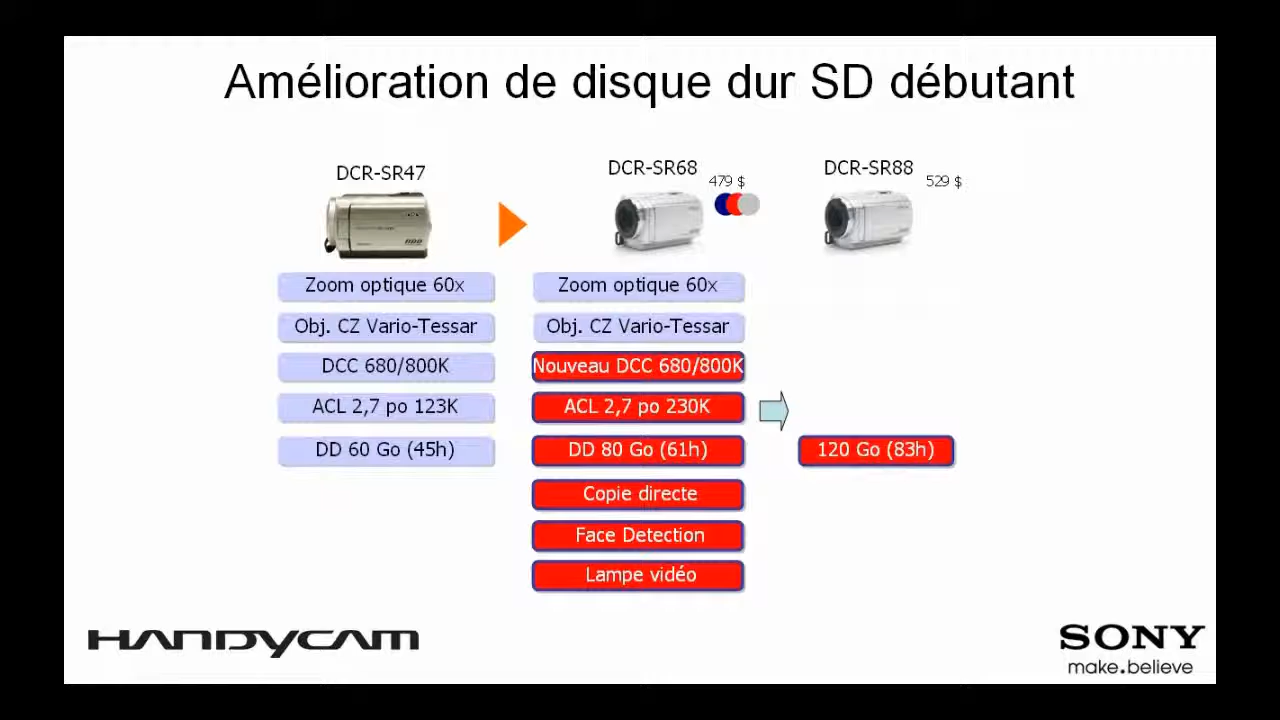 Amélioration de disque dur SD débutant
DCR-SR47
DCR-SR68
479 $
DCR-SR88
529 $
Zoom optique 60x
Zoom optique 60x
Obj. CZ Vario-Tessar
Obj. CZ Vario-Tessar
DCC 680/800K
Nouveau DCC 680/800K
ACL 2,7 po 123K
ACL 2,7 po 230K
DD 60 Go (45h)
DD 80 Go (61h)
120 Go (83h)
Copie directe
Face Detection
Lampe vidéo
HANDYCAM
SONY
make.believe